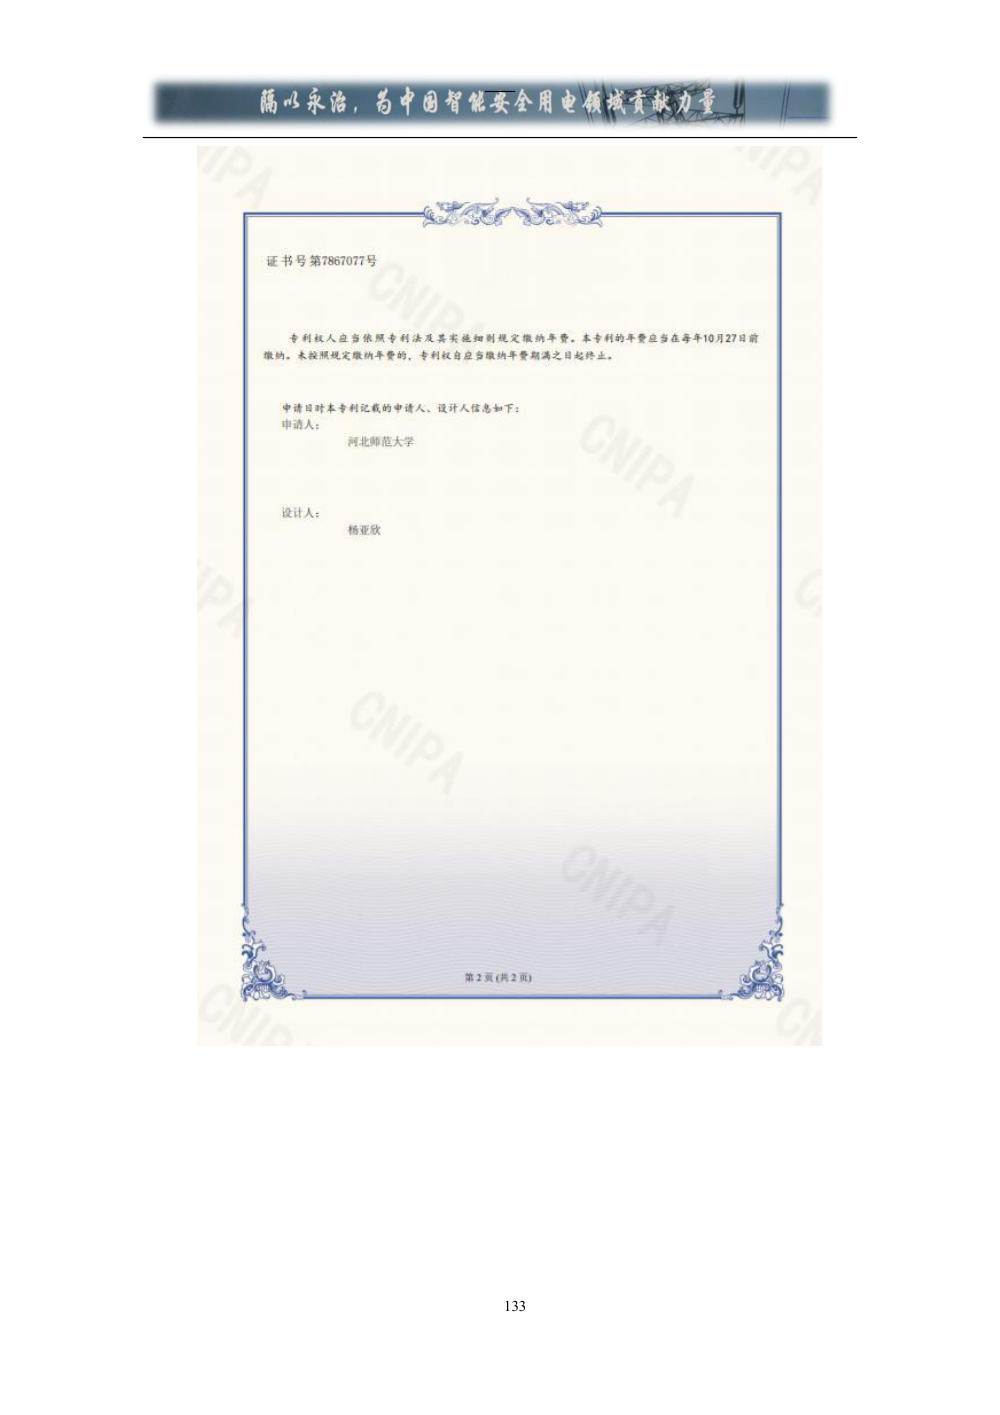 隔以永治，为中国智能安全用电领域贡献力量
证书号第7867077号
专利权人应当依照专利法及其实施细则规定缴纳年费。本专利的年费应当在每年10月27日前
缴纳。未按照规定缴纳年费的，专利权自应当缴纳年费期满之日起终止。
申请日时本专利记载的申请人、设计人信息如下：
申请人：
河北师范大学
设计人：
杨亚欣
CNIPA
CNIPA
CNIPA
CNIPA
第 2 页 (共 2 页)
133